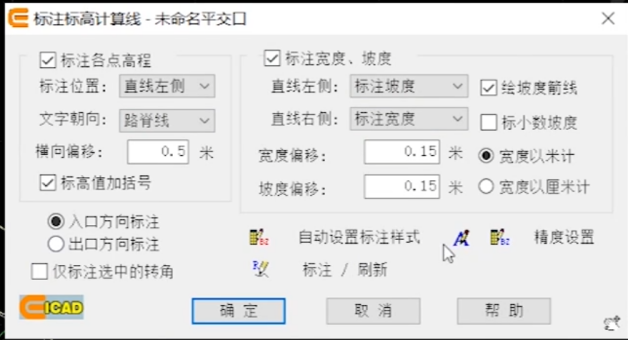 标注标高计算线 - 未命名平交口
标注各点高程
标注位置: 直线左侧
文字朝向: 路脊线
横向偏移: 0.5 米
标高值加括号
入口方向标注
出口方向标注
仅标注选中的转角
标注宽度、坡度
直线左侧: 标注坡度 绘坡度箭线
直线右侧: 标注宽度 标小数坡度
宽度偏移: 0.15 米 宽度以米计
坡度偏移: 0.15 米 宽度以厘米计
自动设置标注样式 精度设置
标注 / 刷新
EICAD
确 定 取 消 帮 助